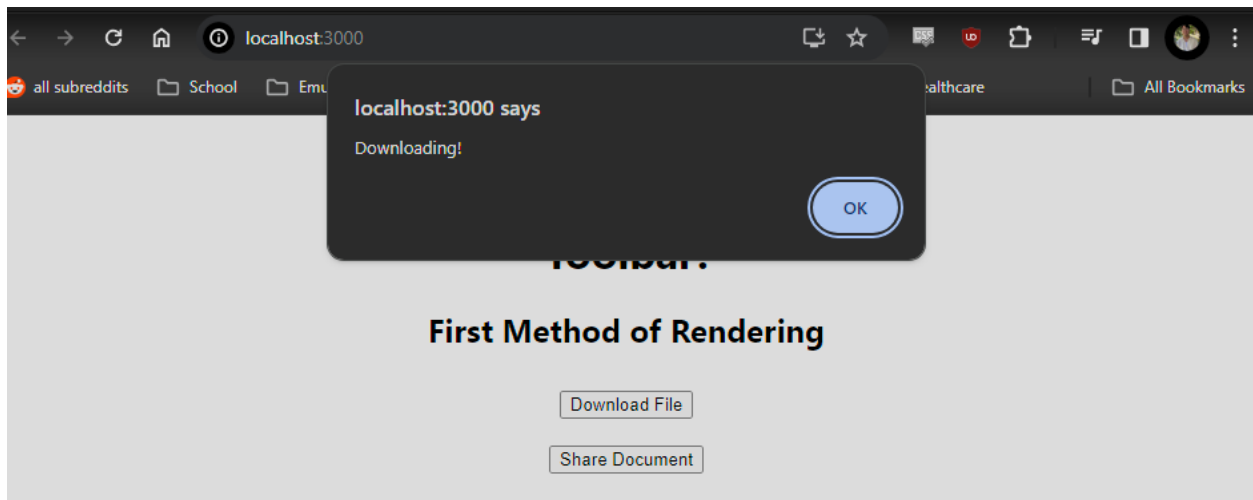 localhost:3000
all subreddits School Emu ealthcare All Bookmarks
localhost:3000 says
Downloading!
OK
First Method of Rendering
Download File
Share Document